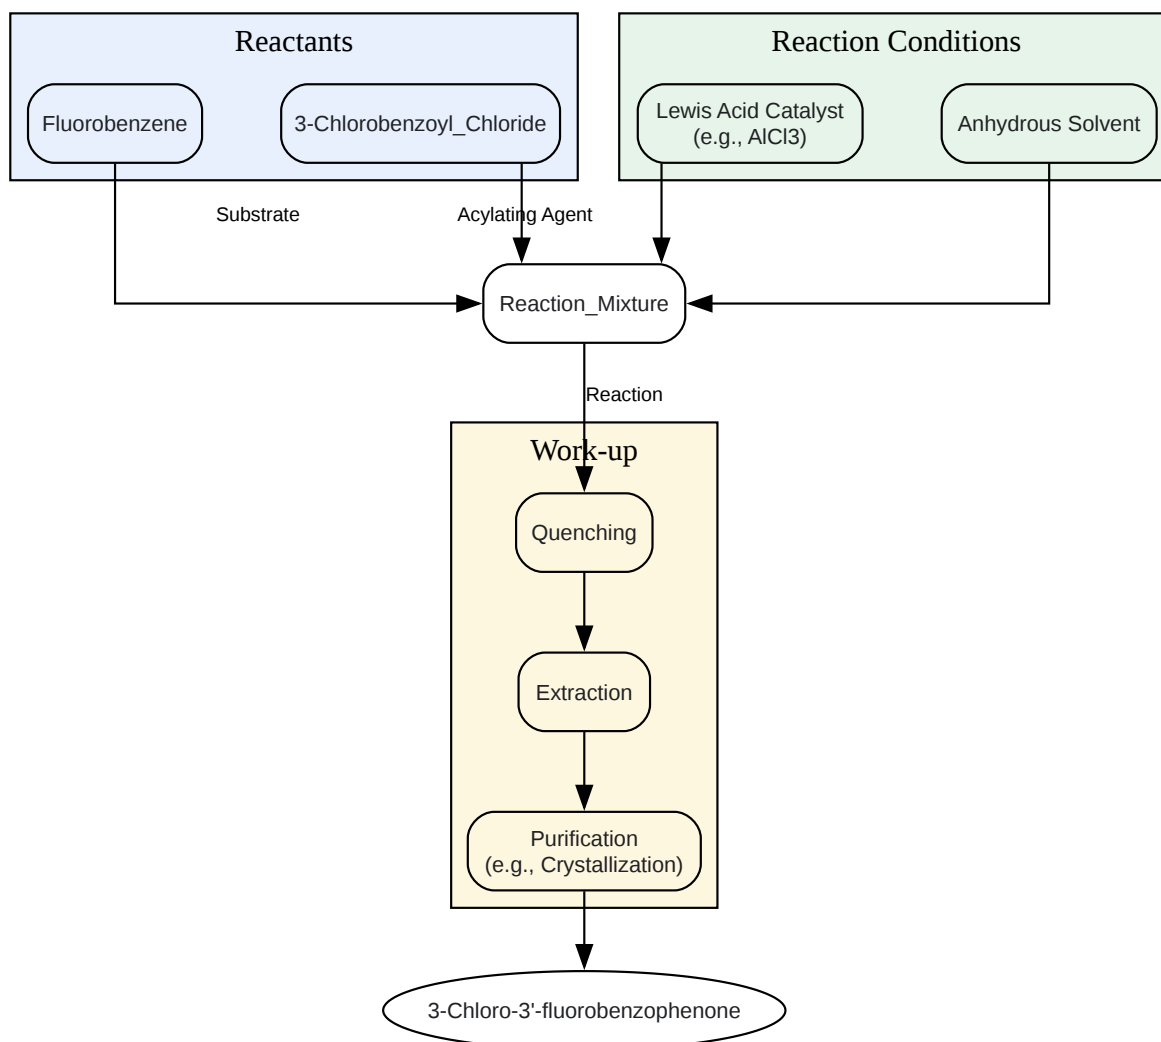 Reactants
Reaction Conditions
Fluorobenzene
3-Chlorobenzoyl_Chloride
Lewis Acid Catalyst
(e.g., AlCl3)
Anhydrous Solvent
Substrate
Acylating Agent
Reaction_Mixture
Reaction
Work-up
Quenching
Extraction
Purification
(e.g., Crystallization)
3-Chloro-3'-fluorobenzophenone